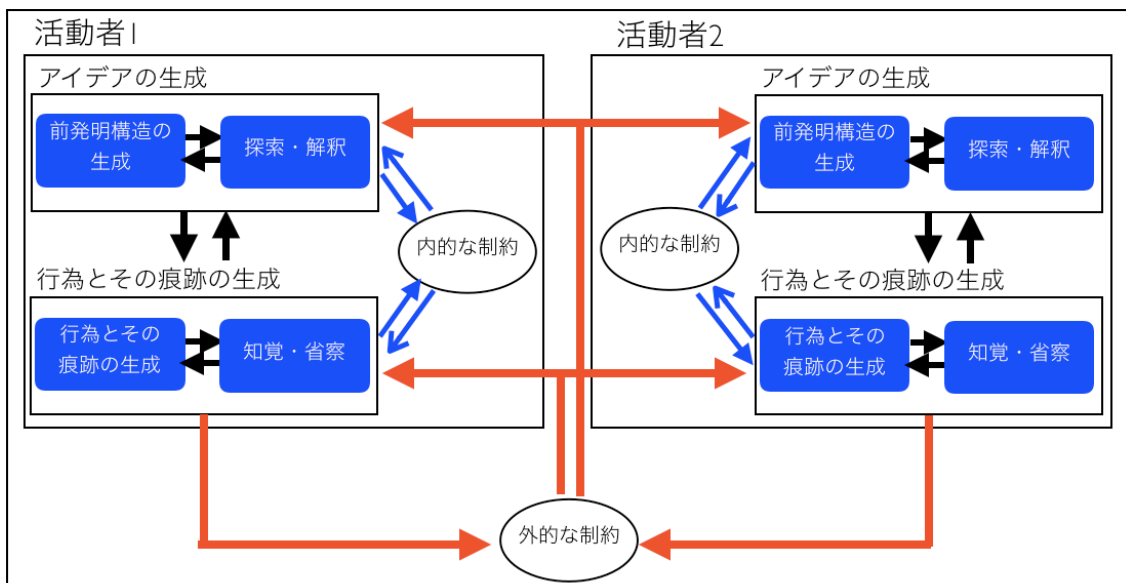 活動者1
アイデアの生成
前発明構造の
生成
探索・解釈
内的な制約
行為とその痕跡の生成
行為とその
痕跡の生成
知覚・省察
活動者2
アイデアの生成
前発明構造の
生成
探索・解釈
内的な制約
行為とその痕跡の生成
行為とその
痕跡の生成
知覚・省察
外的な制約